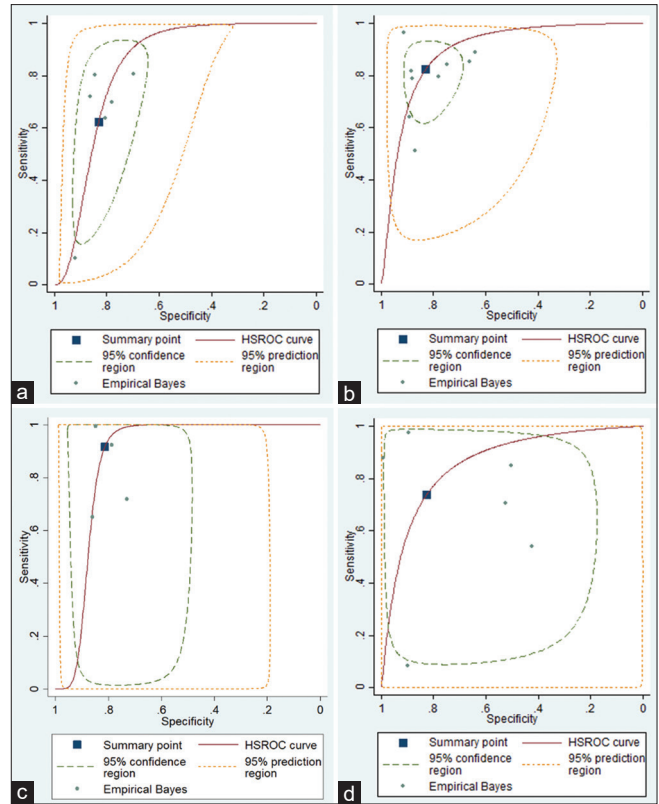 1
.8
.6
.4
.2
0
Sensitivity
1 .8 .6 .4 .2 0
Specificity
Summary point HSROC curve
95% confidence region 95% prediction region
Empirical Bayes
a
1
.8
.6
.4
.2
0
Sensitivity
1 .8 .6 .4 .2 0
Specificity
Summary point HSROC curve
95% confidence region 95% prediction region
Empirical Bayes
b
1
.8
.6
.4
.2
0
Sensitivity
1 .8 .6 .4 .2 0
Specificity
Summary point HSROC curve
95% confidence region 95% prediction region
Empirical Bayes
c
1
.8
.6
.4
.2
0
Sensitivity
1 .8 .6 .4 .2 0
Specificity
Summary point HSROC curve
95% confidence region 95% prediction region
Empirical Bayes
d